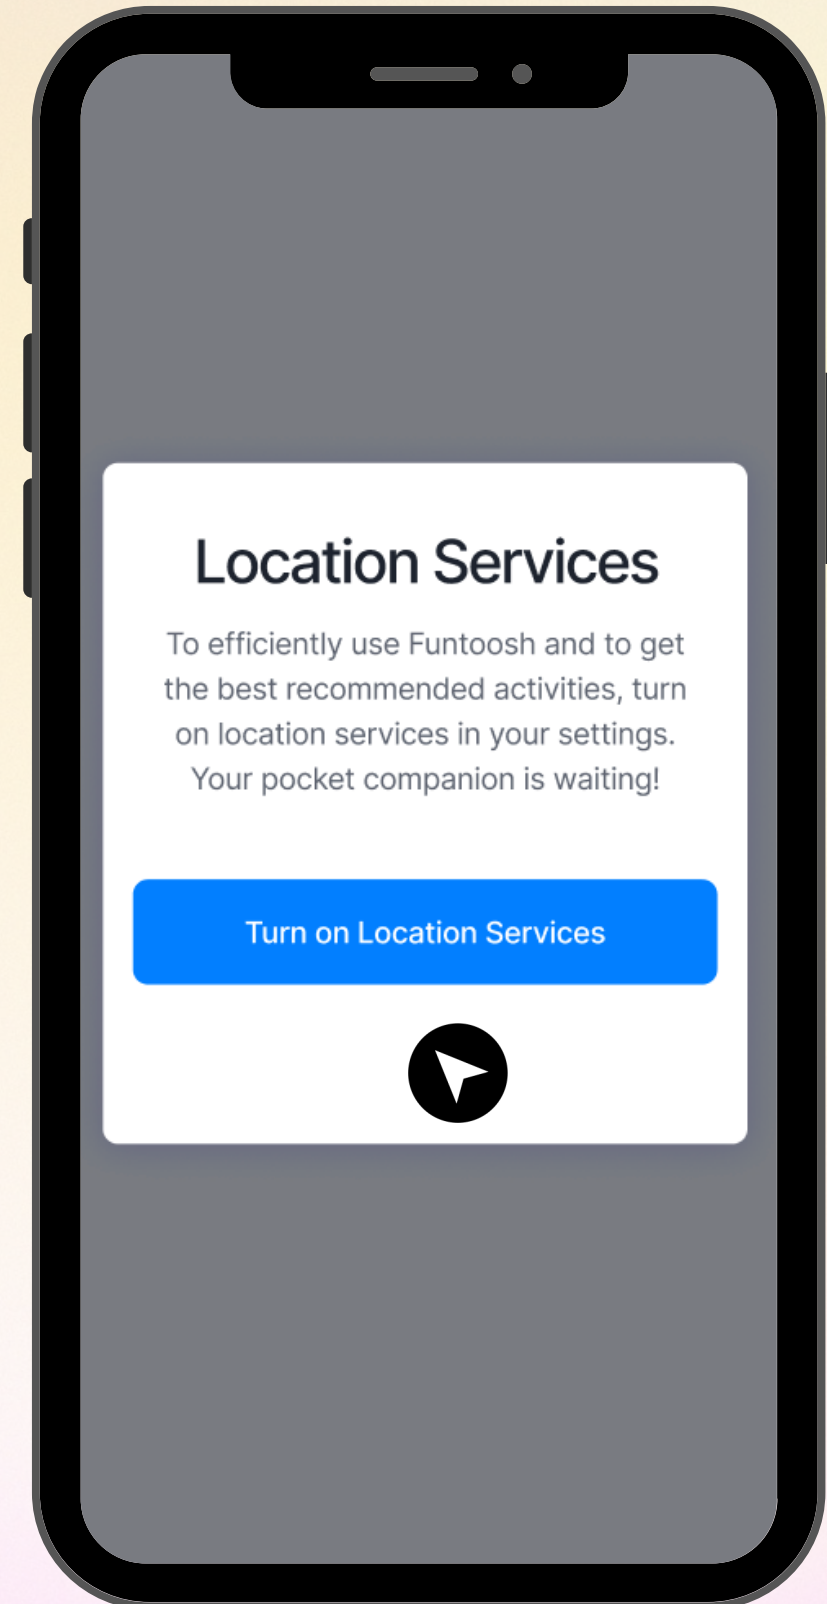 Location Services
To efficiently use Funtoosh and to get
the best recommended activities, turn
on location services in your settings.
Your pocket companion is waiting!
Turn on Location Services